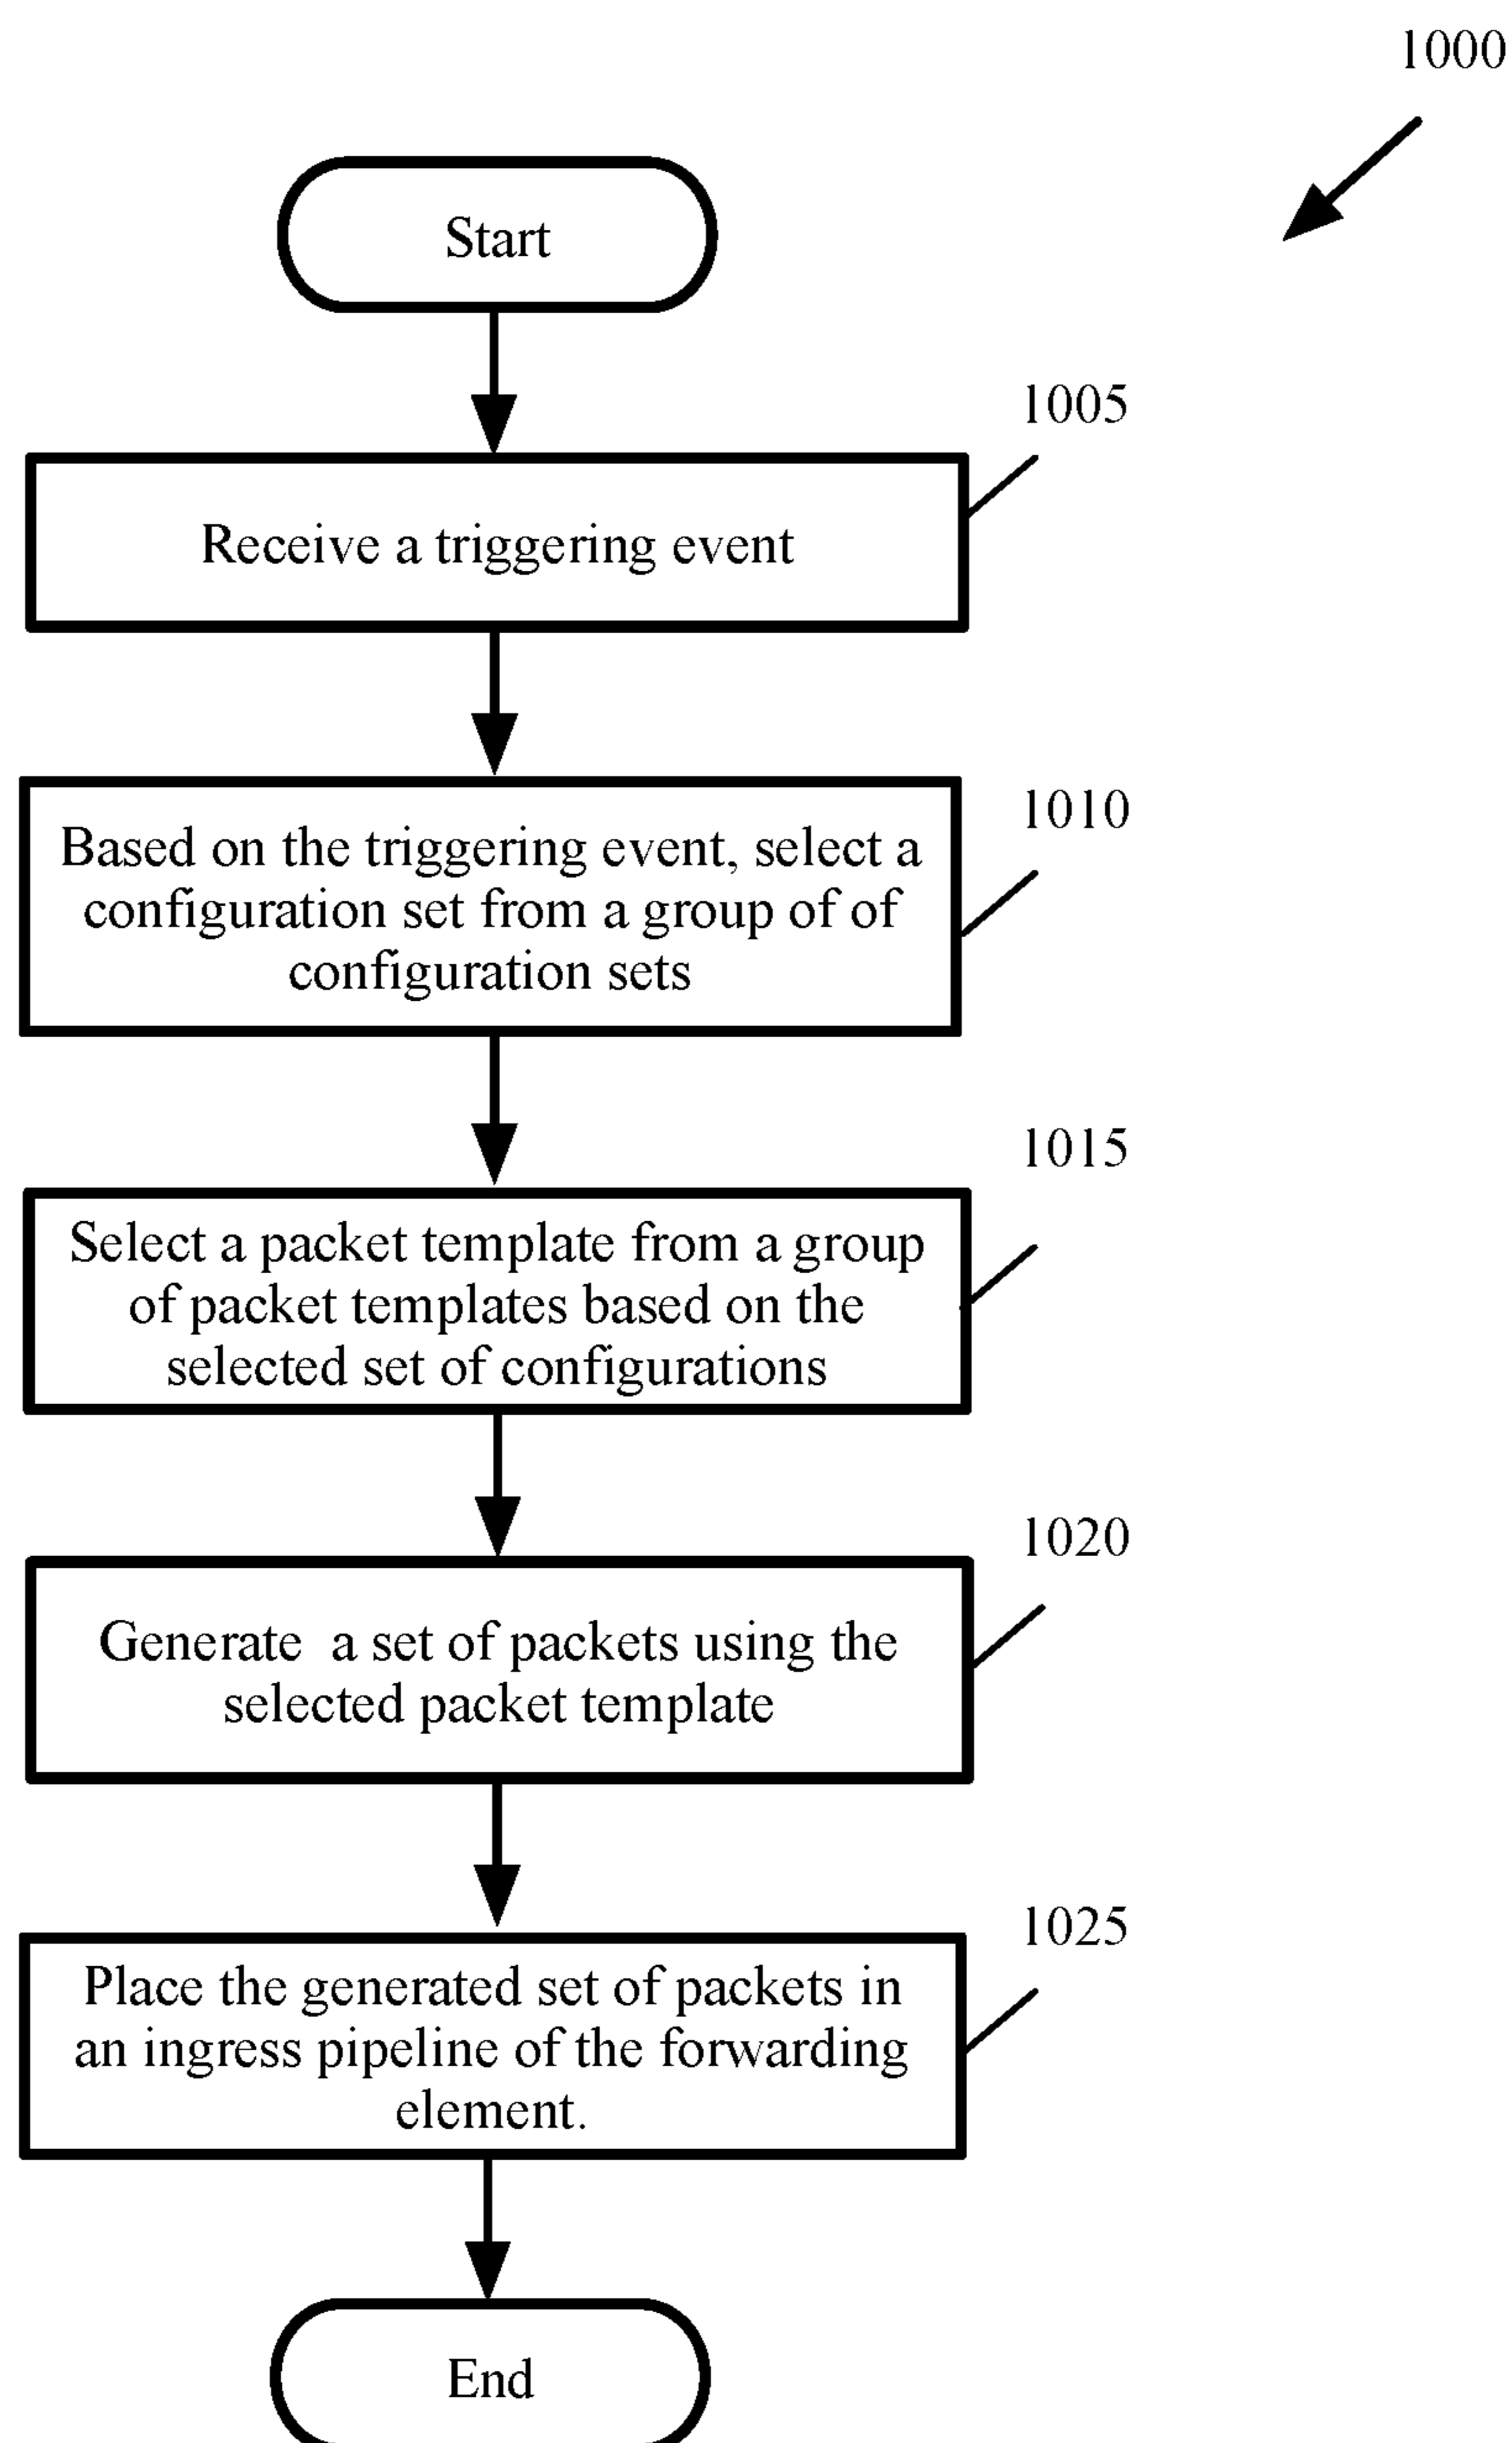 1000
Start
1005
Receive a triggering event
1010
Based on the triggering event, select a
configuration set from a group of of
configuration sets
1015
Select a packet template from a group
of packet templates based on the
selected set of configurations
1020
Generate  a set of packets using the
selected packet template
1025
Place the generated set of packets in
an ingress pipeline of the forwarding
element.
End